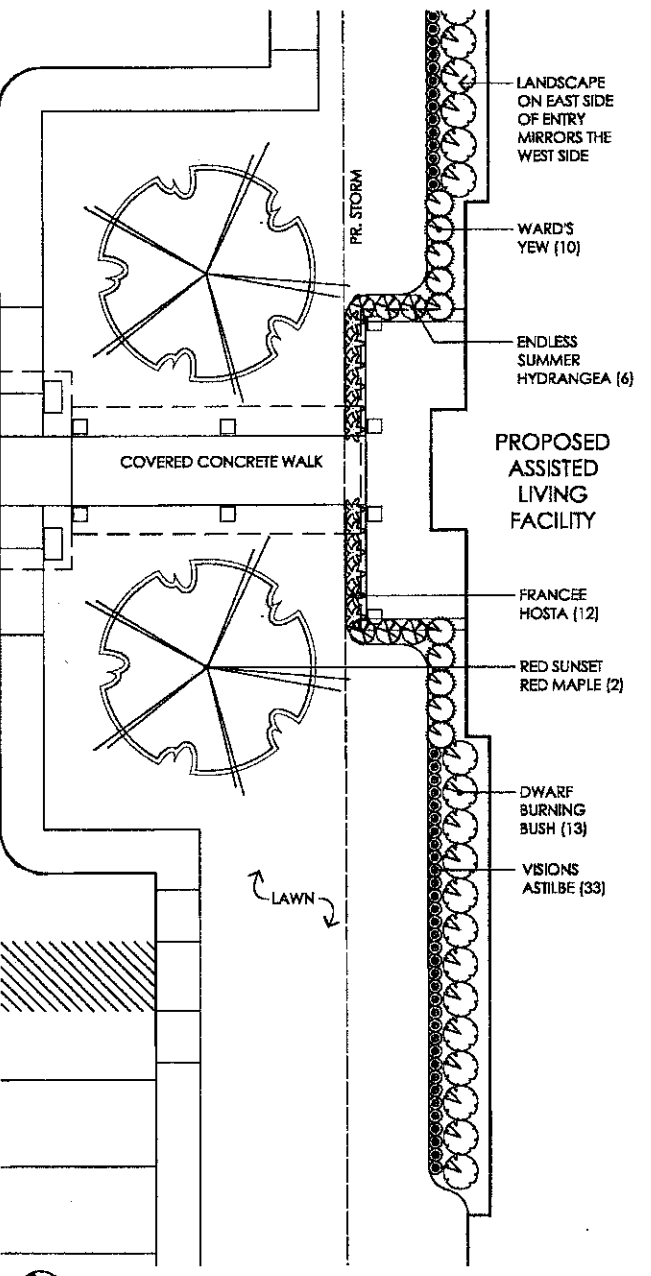 LANDSCAPE
ON EAST SIDE
OF ENTRY
MIRRORS THE
WEST SIDE
PR. STORM
WARD'S
YEW (10)
ENDLESS
SUMMER
HYDRANGEA (6)
COVERED CONCRETE WALK
PROPOSED
ASSISTED
LIVING
FACILITY
FRANCEE
HOSTA (12)
RED SUNSET
RED MAPLE (2)
DWARF
BURNING
BUSH (13)
VISIONS
ASTILBE (33)
LAWN